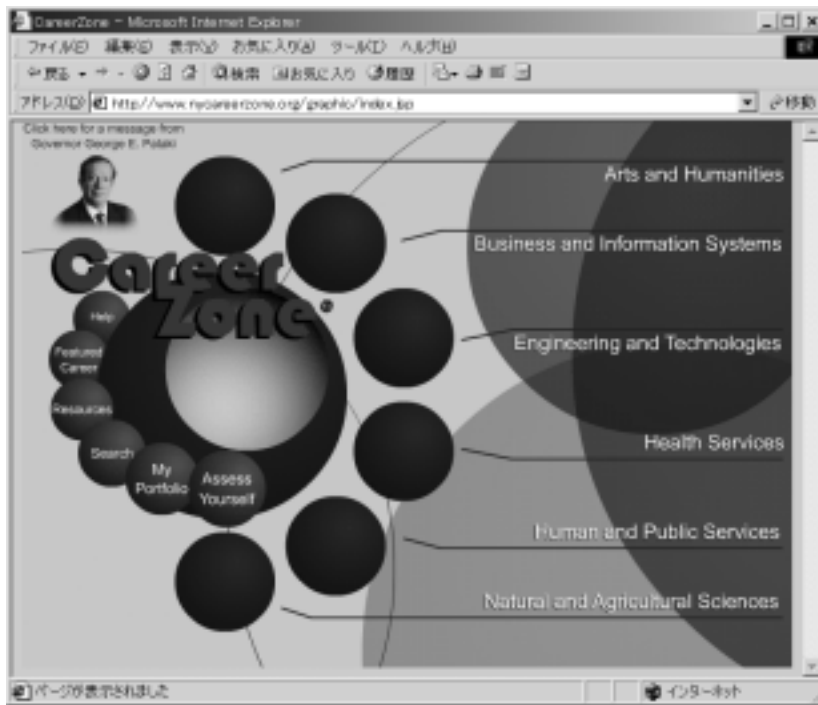 CareerZone - Microsoft Internet Explorer
ファイル(F) 編集(E) 表示(V) お気に入り(A) ツール(T) ヘルプ(H)
戻る 検索 お気に入り 履歴
アドレス(D) http://www.nycareerzone.org/graphic/index.jsp 移動
Click here for a message from
Governor George E. Pataki
Arts and Humanities
Business and Information Systems
Career
Zone
Help
Engineering and Technologies
Featured
Career
Resources
Health Services
Search
My
Portfolio
Assess
Yourself
Human and Public Services
Natural and Agricultural Sciences
ページが表示されました インターネット